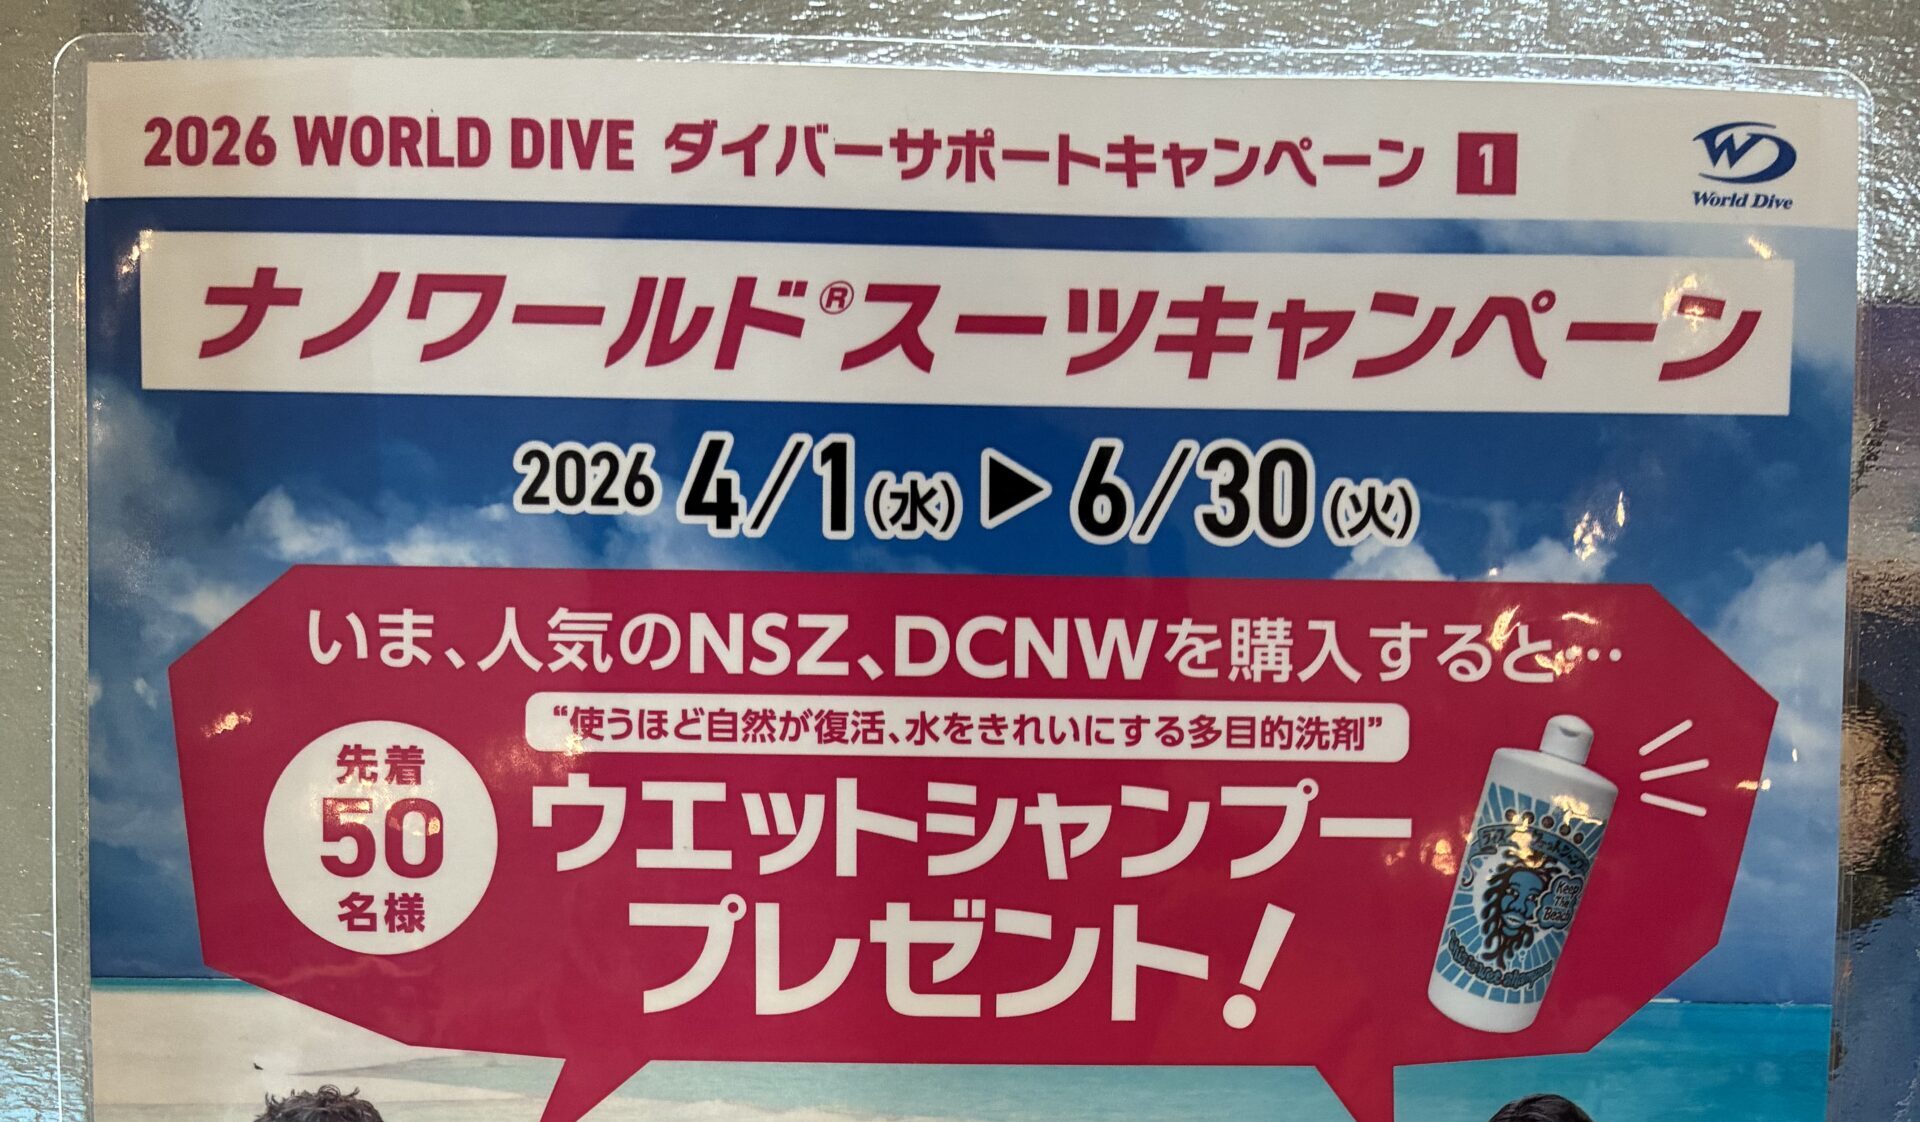 2026 WORLD DIVE ダイバーサポートキャンペーン 1
World Dive
ナノワールド®スーツキャンペーン
2026 4/1(水)▶6/30(火)
いま、人気のNSZ、DCNWを購入すると…
“使うほど自然が復活、水をきれいにする多目的洗剤”
先着
50
名様
ウエットシャンプー
プレゼント!
Keep
The
Beach